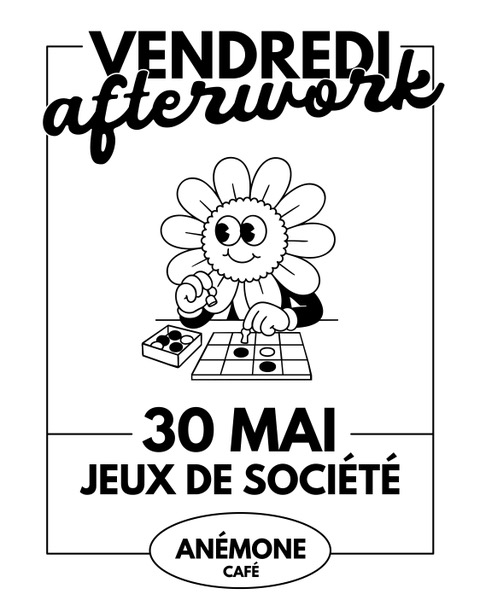 VENDREDI
afterwork
30 MAI
JEUX DE SOCIÉTÉ
ANÉMONE
CAFÉ